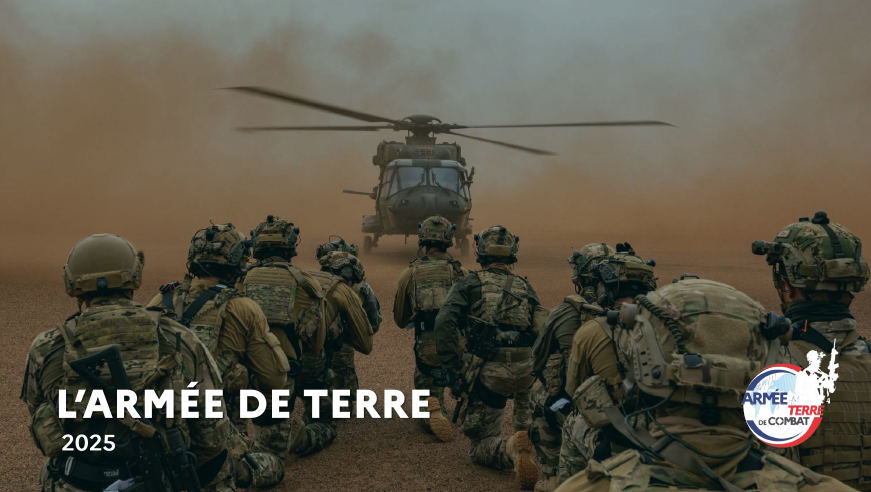 L'ARMÉE DE TERRE
2025
ARMÉE
DE TERRE
DE COMBAT